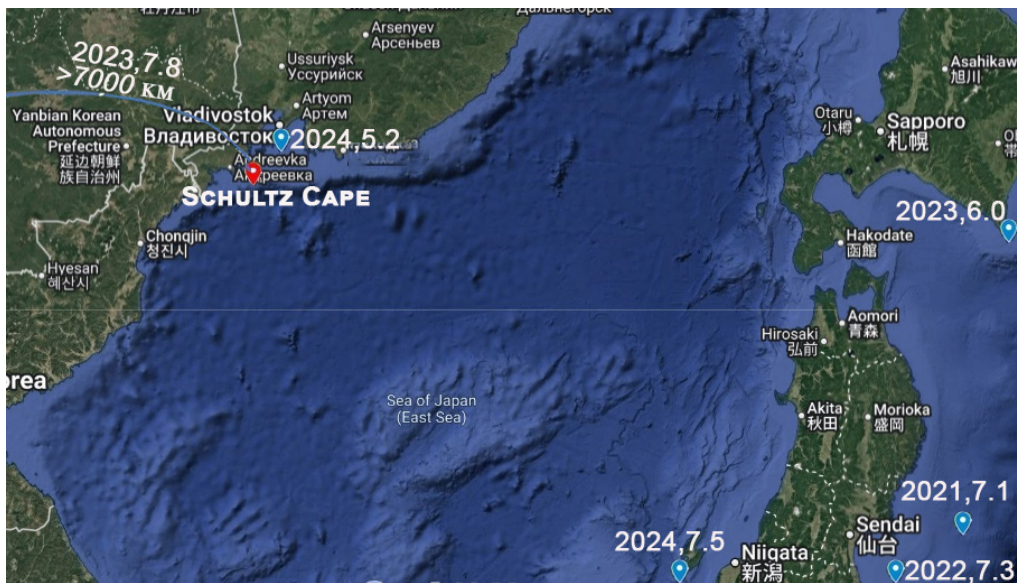 Дальнегорск
Arsenyev
Арсеньев
2023,7.8
>7000 км
Ussuriysk
Уссурийск
Asahikaw
旭川
Artyom
Артем
Yanbian Korean
Autonomous
Prefecture
延边朝鲜
族自治州
Vladivostok
Владивосток
2024,5.2
Otaru
小樽
Sapporo
札幌
Andreevka
Андреевка
Schultz Cape
2023,6.0
Chongjin
청진시
Hakodate
函館
Hyesan
혜산시
Aomori
青森
Hirosaki
弘前
orea
Sea of Japan
(East Sea)
Akita
秋田
Morioka
盛岡
2021,7.1
Sendai
仙台
2024,7.5
Niigata
新潟
2022,7.3